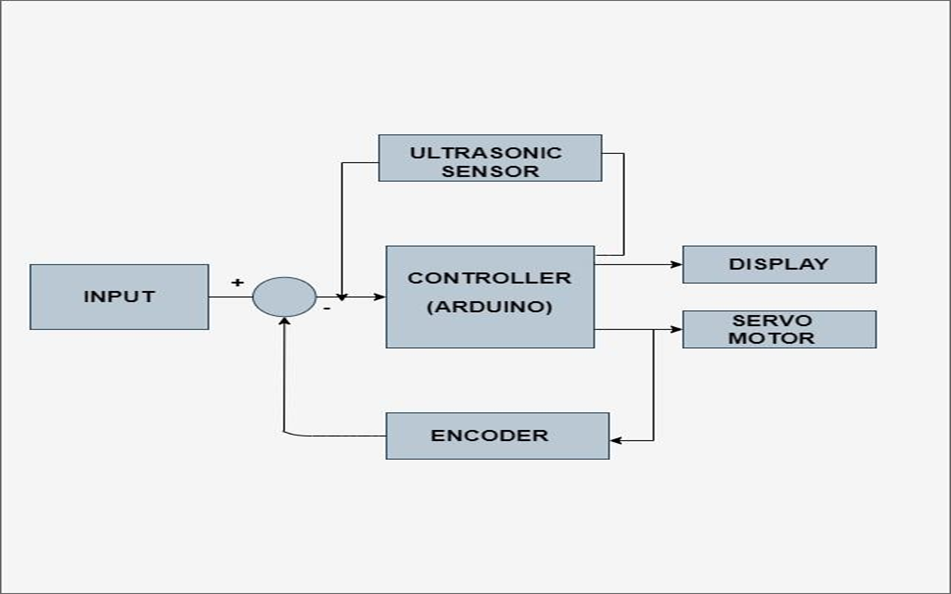 ULTRASONIC
SENSOR
INPUT
+
-
CONTROLLER
(ARDUINO)
DISPLAY
SERVO
MOTOR
ENCODER